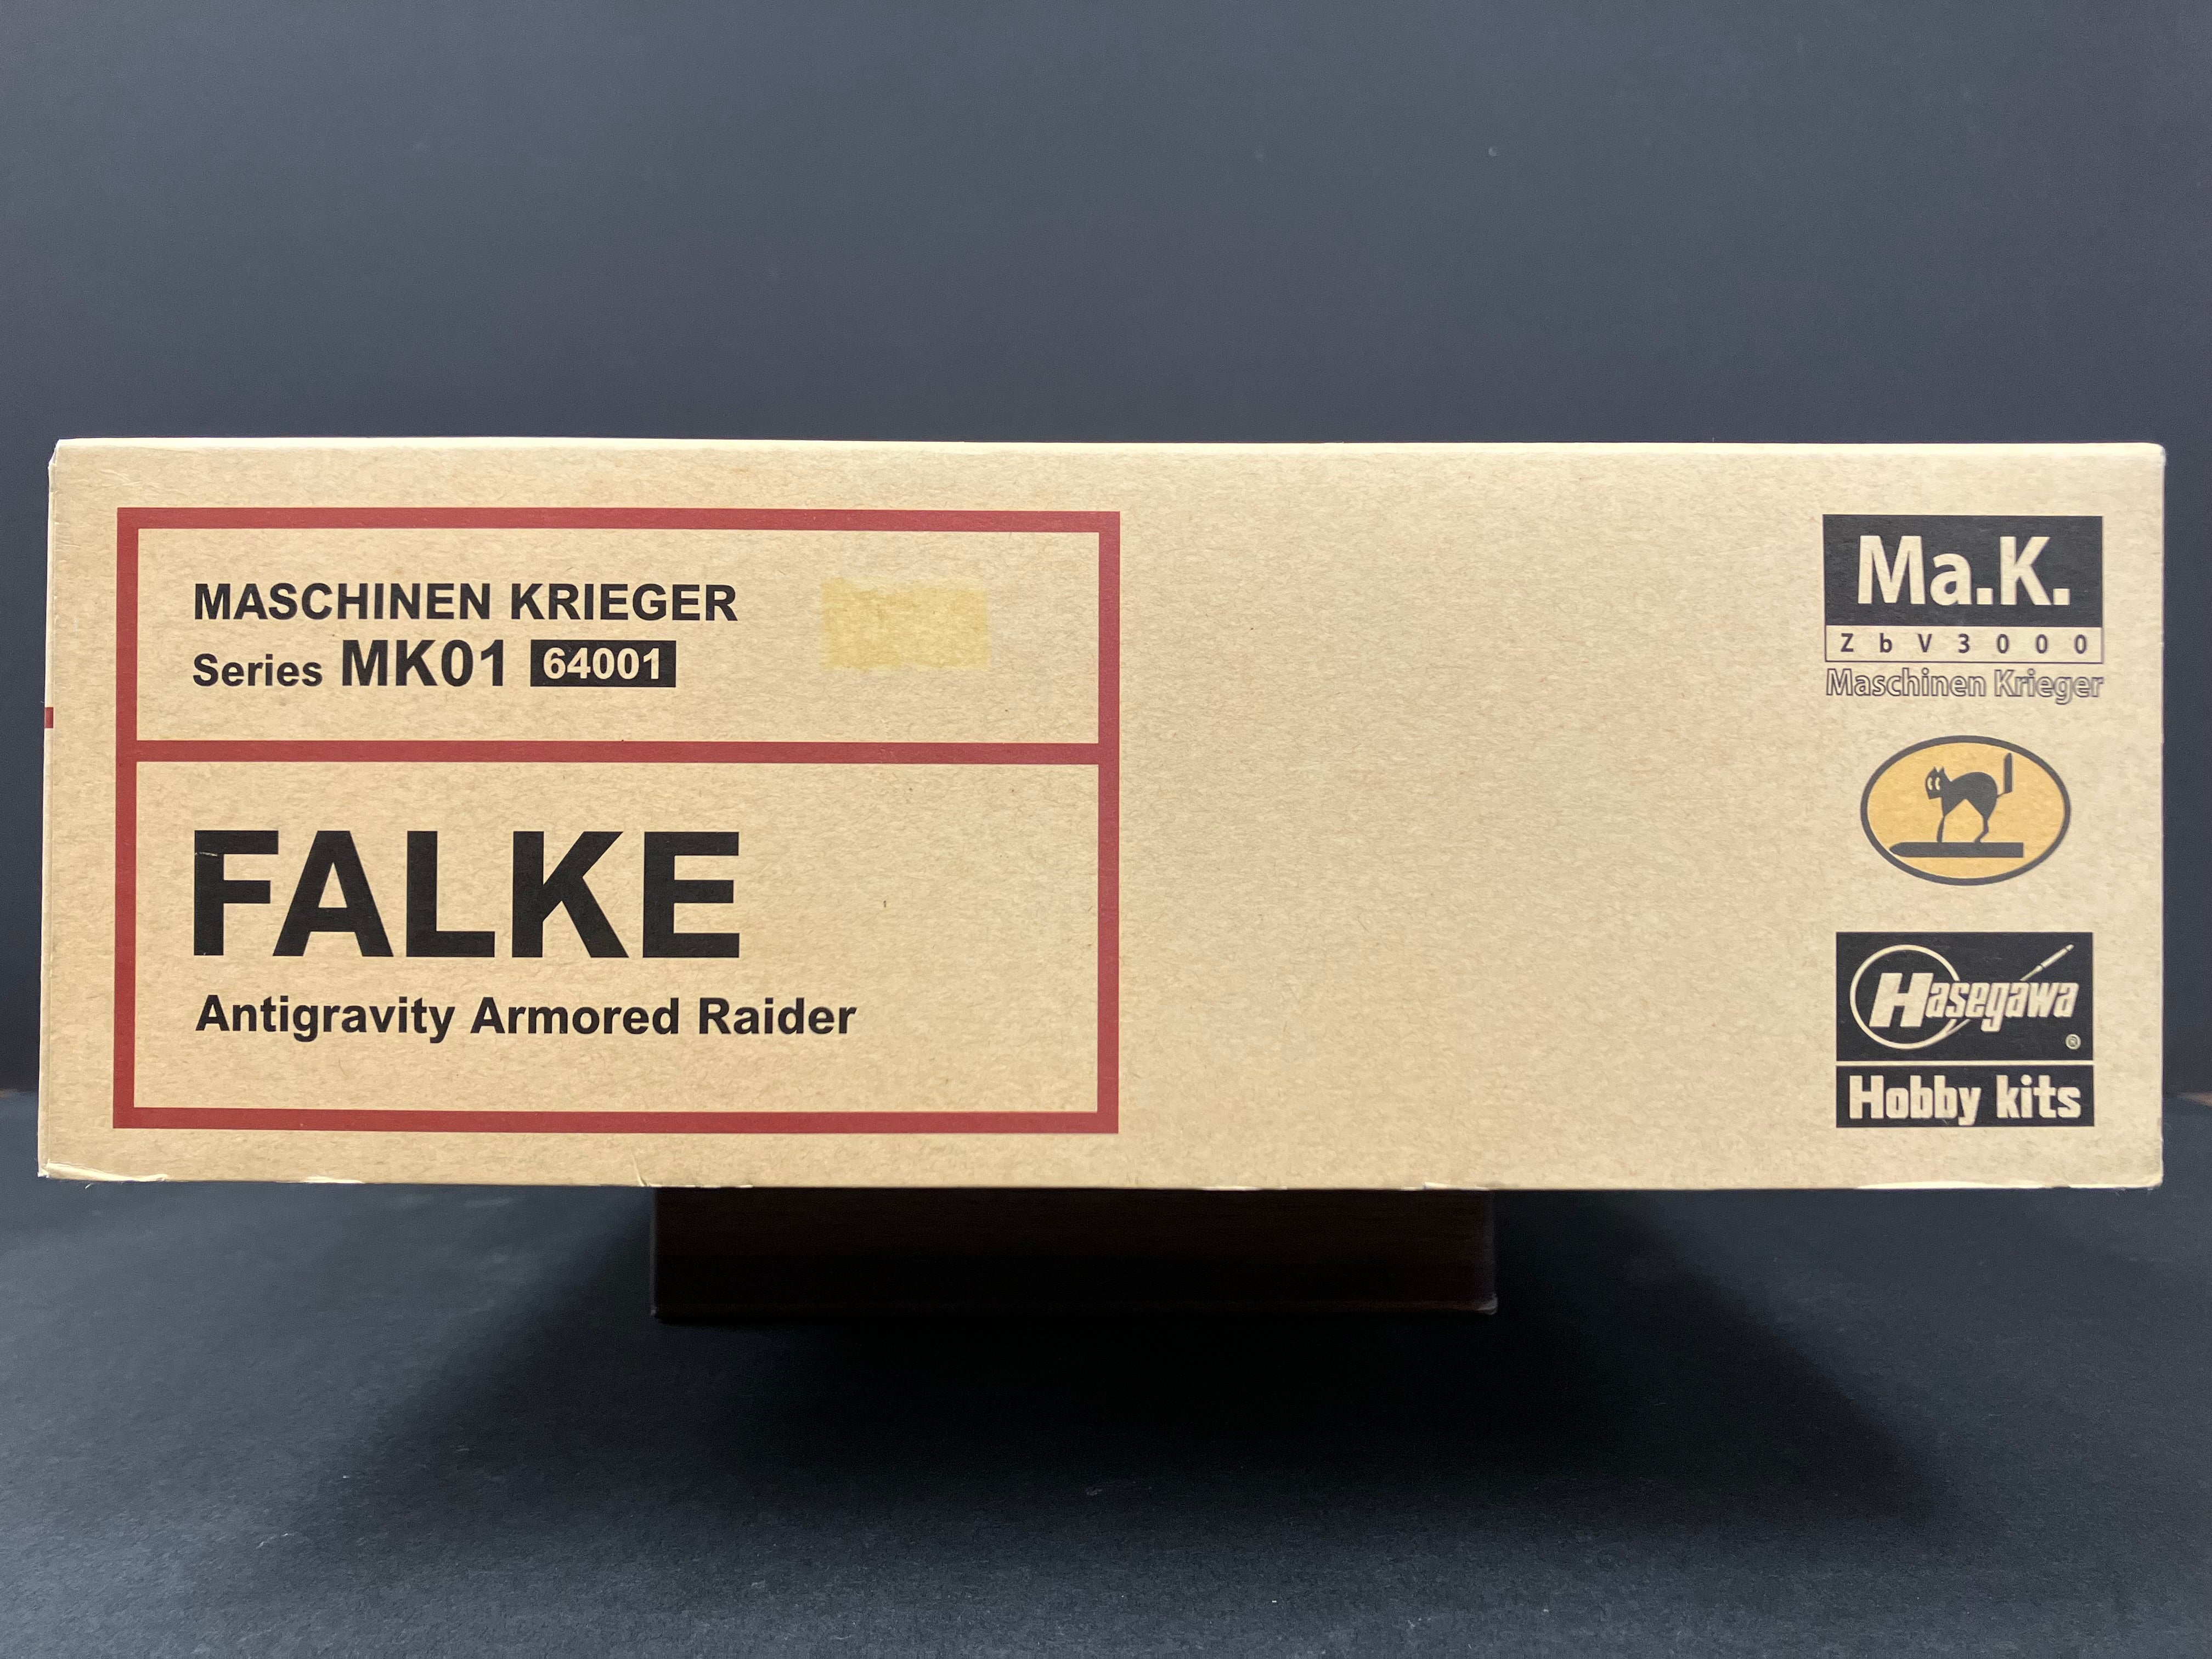 MASCHINEN KRIEGER
Series MK01 64001
FALKE
Antigravity Armored Raider
Ma.K.
ZbV3000
Maschinen Krieger
Hasegawa
®
Hobby kits